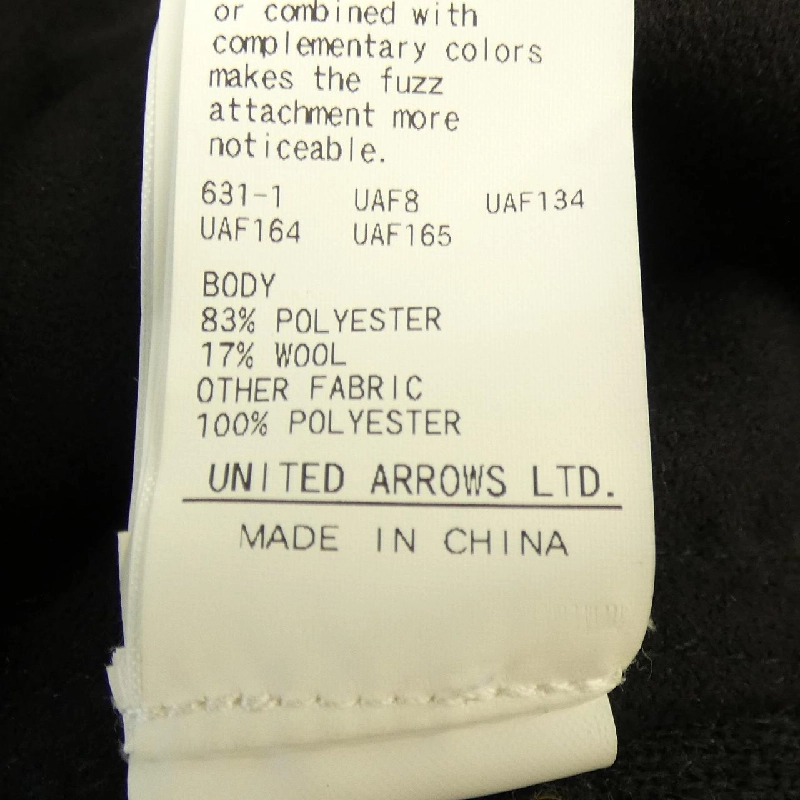 or combined with
complementary colors
makes the fuzz
attachment more
noticeable.
631-1 UAF8 UAF134
UAF164 UAF165
BODY
83% POLYESTER
17% WOOL
OTHER FABRIC
100% POLYESTER
UNITED ARROWS LTD.
MADE IN CHINA